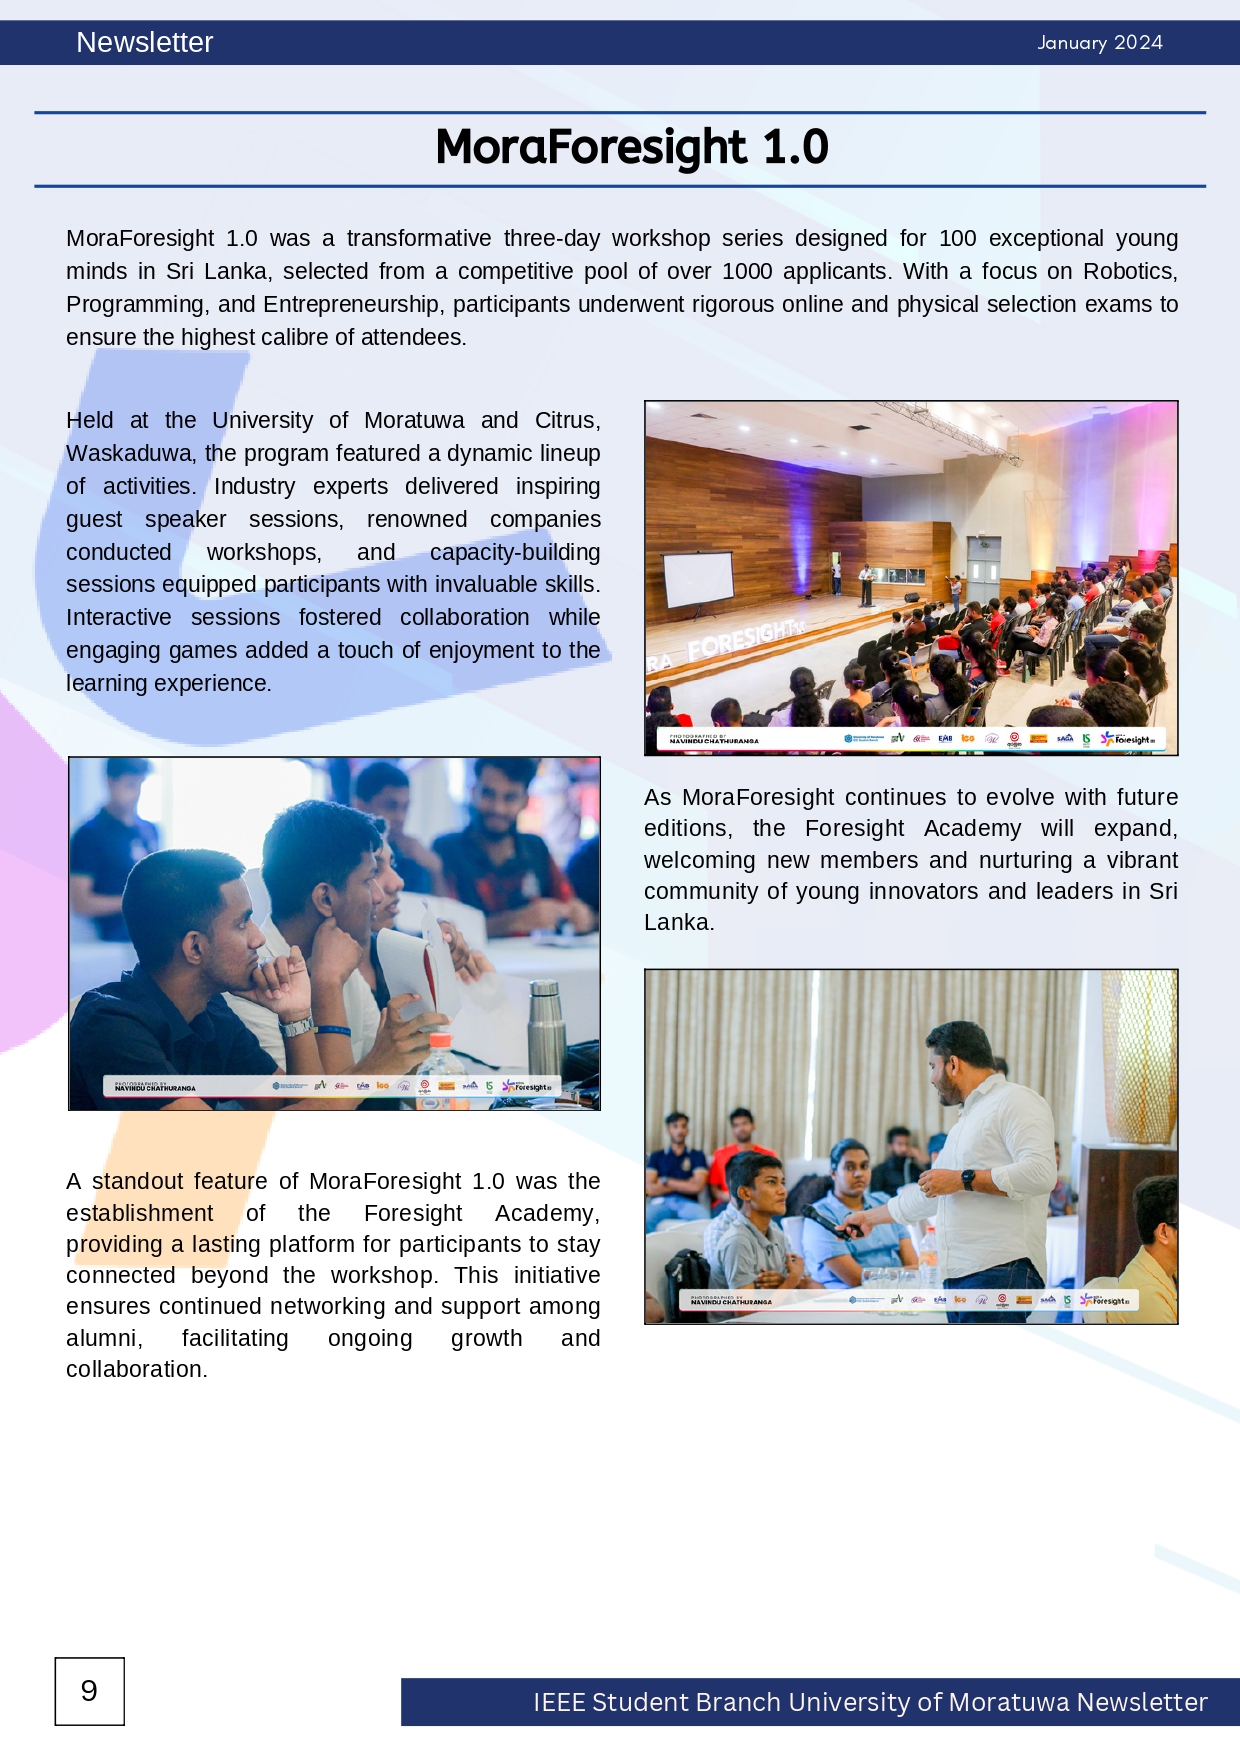 Newsletter
January 2024
MoraForesight 1.0
MoraForesight 1.0 was a transformative three-day workshop series designed for 100 exceptional young
minds in Sri Lanka, selected from a competitive pool of over 1000 applicants. With a focus on Robotics,
Programming, and Entrepreneurship, participants underwent rigorous online and physical selection exams to
ensure the highest calibre of attendees.
Held at the University of Moratuwa and Citrus,
Waskaduwa, the program featured a dynamic lineup
of activities. Industry experts delivered inspiring
guest speaker sessions, renowned companies
conducted workshops, and capacity-building
sessions equipped participants with invaluable skills.
Interactive sessions fostered collaboration while
engaging games added a touch of enjoyment to the
learning experience.
PHOTOGRAPHED BY
NAVINDU CHATHURANGA
Foresight
A standout feature of MoraForesight 1.0 was the
establishment of the Foresight Academy,
providing a lasting platform for participants to stay
connected beyond the workshop. This initiative
ensures continued networking and support among
alumni, facilitating ongoing growth and
collaboration.
RA FORESIGHT
PHOTOGRAPHED BY
NAVINDU CHATHURANGA
EMB
SAGA
Foresight
As MoraForesight continues to evolve with future
editions, the Foresight Academy will expand,
welcoming new members and nurturing a vibrant
community of young innovators and leaders in Sri
Lanka.
PHOTOGRAPHED BY
NAVINDU CHATHURANGA
Foresight
9
IEEE Student Branch University of Moratuwa Newsletter